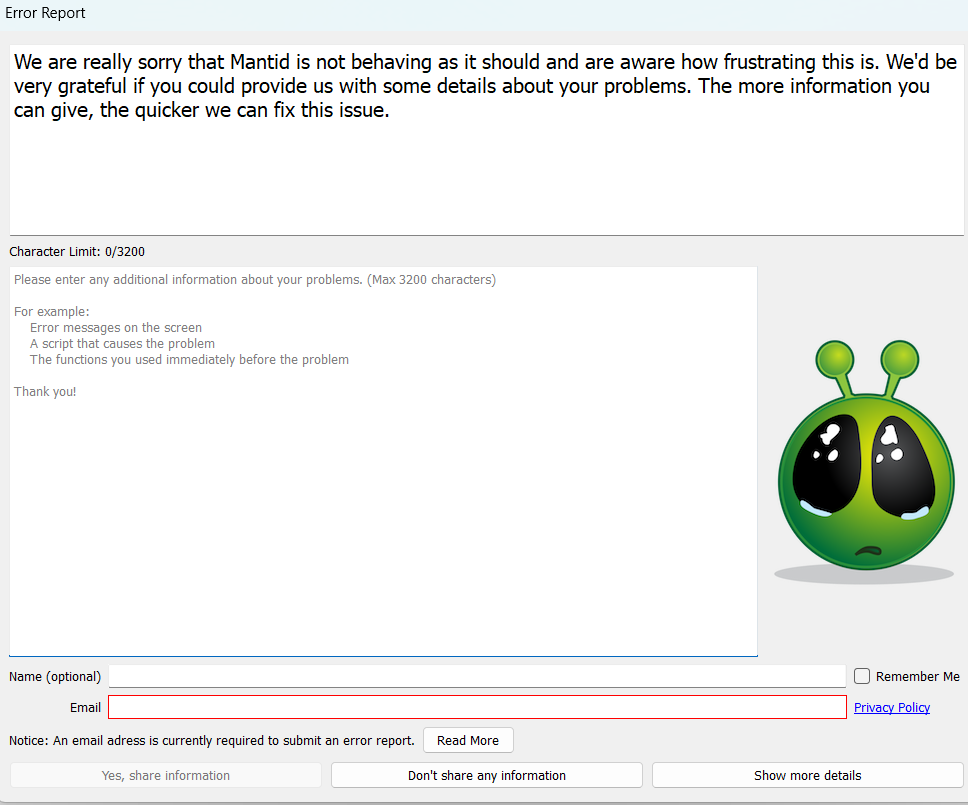 Error Report
We are really sorry that Mantid is not behaving as it should and are aware how frustrating this is. We'd be
very grateful if you could provide us with some details about your problems. The more information you
can give, the quicker we can fix this issue.
Character Limit: 0/3200
Please enter any additional information about your problems. (Max 3200 characters)
For example:
Error messages on the screen
A script that causes the problem
The functions you used immediately before the problem
Thank you!
Name (optional)
Remember Me
Email
Privacy Policy
Notice: An email adress is currently required to submit an error report.
Read More
Yes, share information
Don't share any information
Show more details